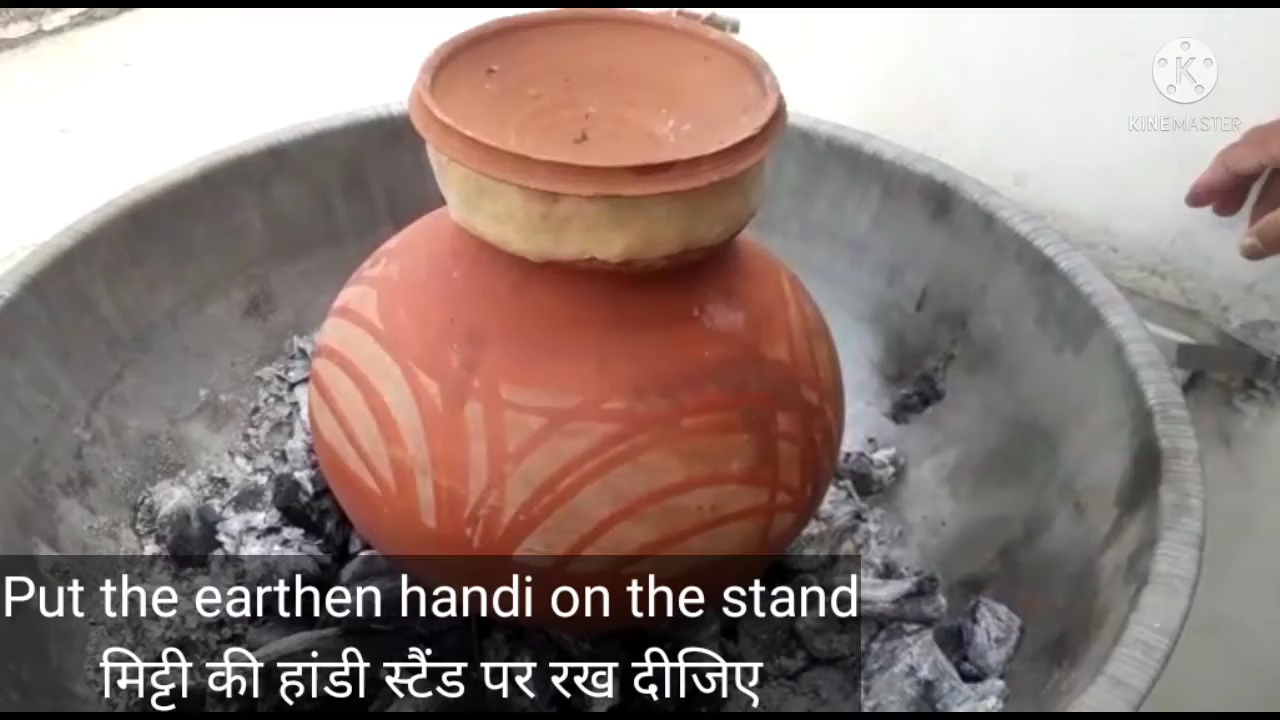 KINEMASTER
Put the earthen handi on the stand
मिट्टी की हांडी स्टैंड पर रख दीजिए